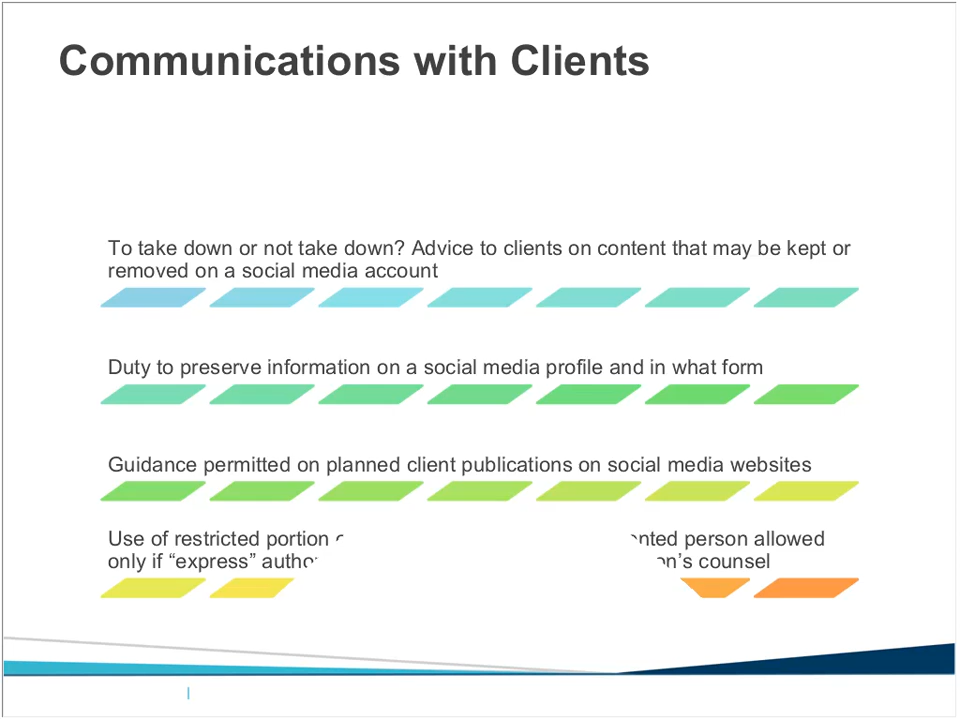 Communications with Clients
To take down or not take down? Advice to clients on content that may be kept or
removed on a social media account
Duty to preserve information on a social media profile and in what form
Guidance permitted on planned client publications on social media websites
Use of restricted portion person allowed
only if “express” counsel